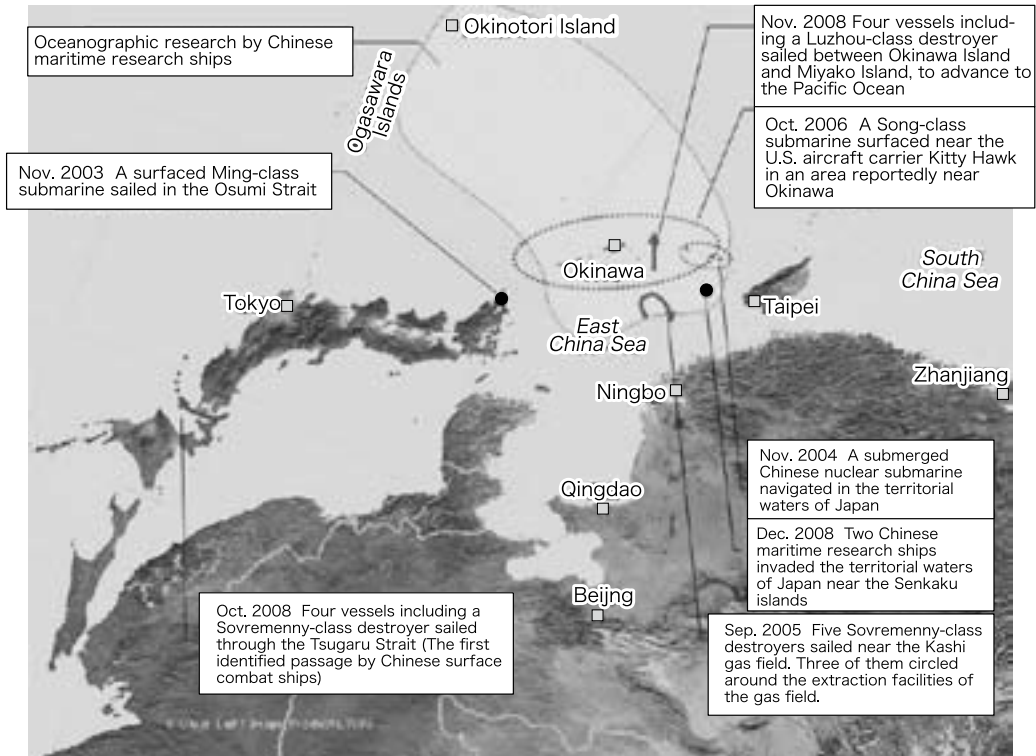 Okinotori Island
Oceanographic research by Chinese
maritime research ships
Ogasawara
Islands
Nov. 2008 Four vessels includ-
ing a Luzhou-class destroyer
sailed between Okinawa Island
and Miyako Island, to advance to
the Pacific Ocean
Oct. 2006 A Song-class
submarine surfaced near the
U.S. aircraft carrier Kitty Hawk
in an area reportedly near
Okinawa
Nov. 2003 A surfaced Ming-class
submarine sailed in the Osumi Strait
Okinawa
South
China Sea
Tokyo
Taipei
East
China Sea
Ningbo
Zhanjiang
Nov. 2004 A submerged
Chinese nuclear submarine
navigated in the territorial
waters of Japan
Qingdao
Dec. 2008 Two Chinese
maritime research ships
invaded the territorial waters
of Japan near the Senkaku
islands
Beijng
Oct. 2008 Four vessels including a
Sovremenny-class destroyer sailed
through the Tsugaru Strait (The first
identified passage by Chinese surface
combat ships)
Sep. 2005 Five Sovremenny-class
destroyers sailed near the Kashi
gas field. Three of them circled
around the extraction facilities of
the gas field.